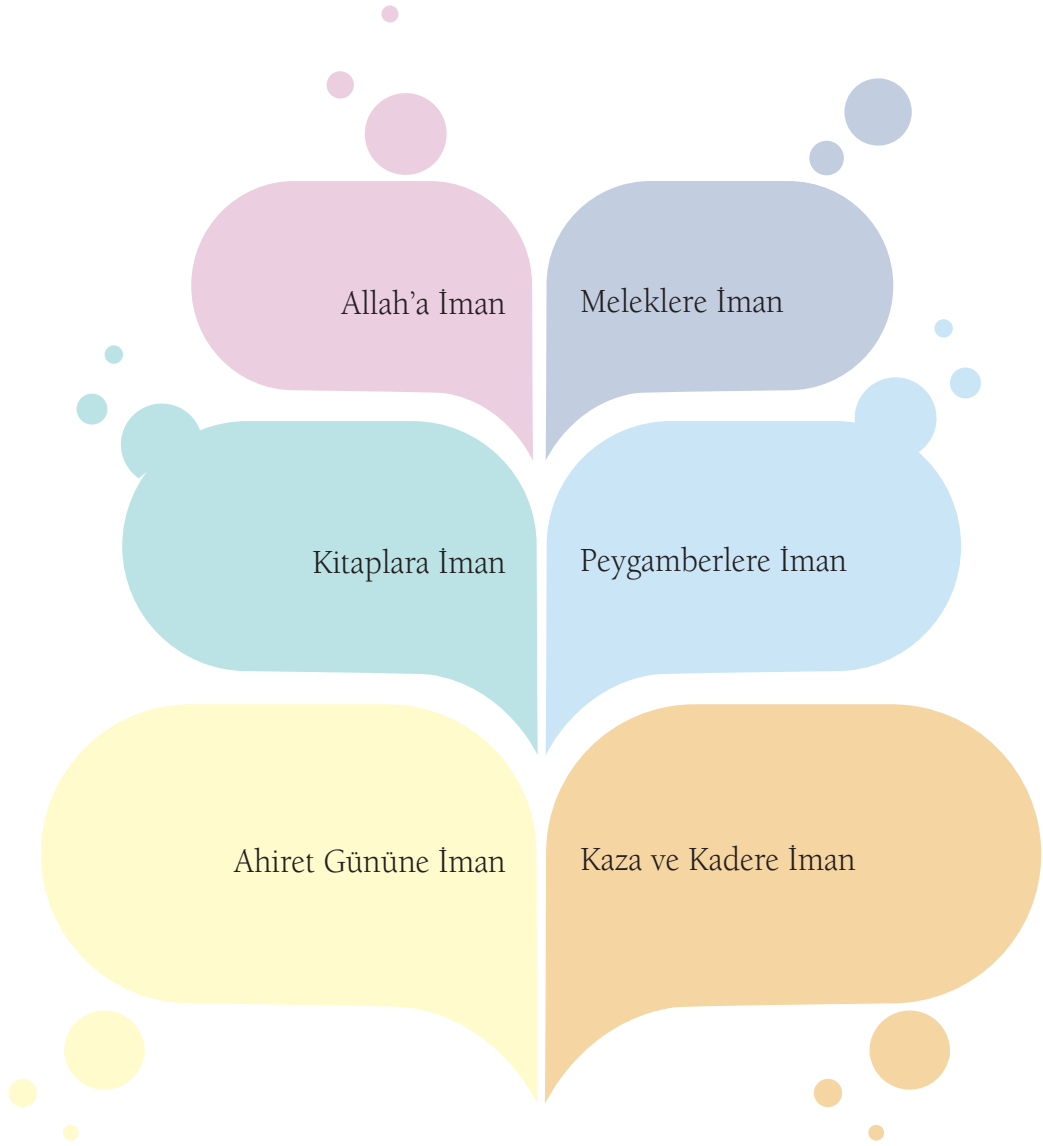 Allah’a İman
Meleklere İman
Kitaplara İman
Peygamberlere İman
Ahiret Gününe İman
Kaza ve Kadere İman